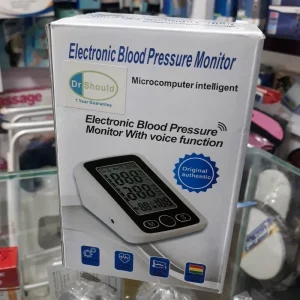 Electronic Blood Pressure Monitor
Dr Should
1 Year Guarantee
Microcomputer intelligent
Electronic Blood Pressure
Monitor With voice function
Original
authentic